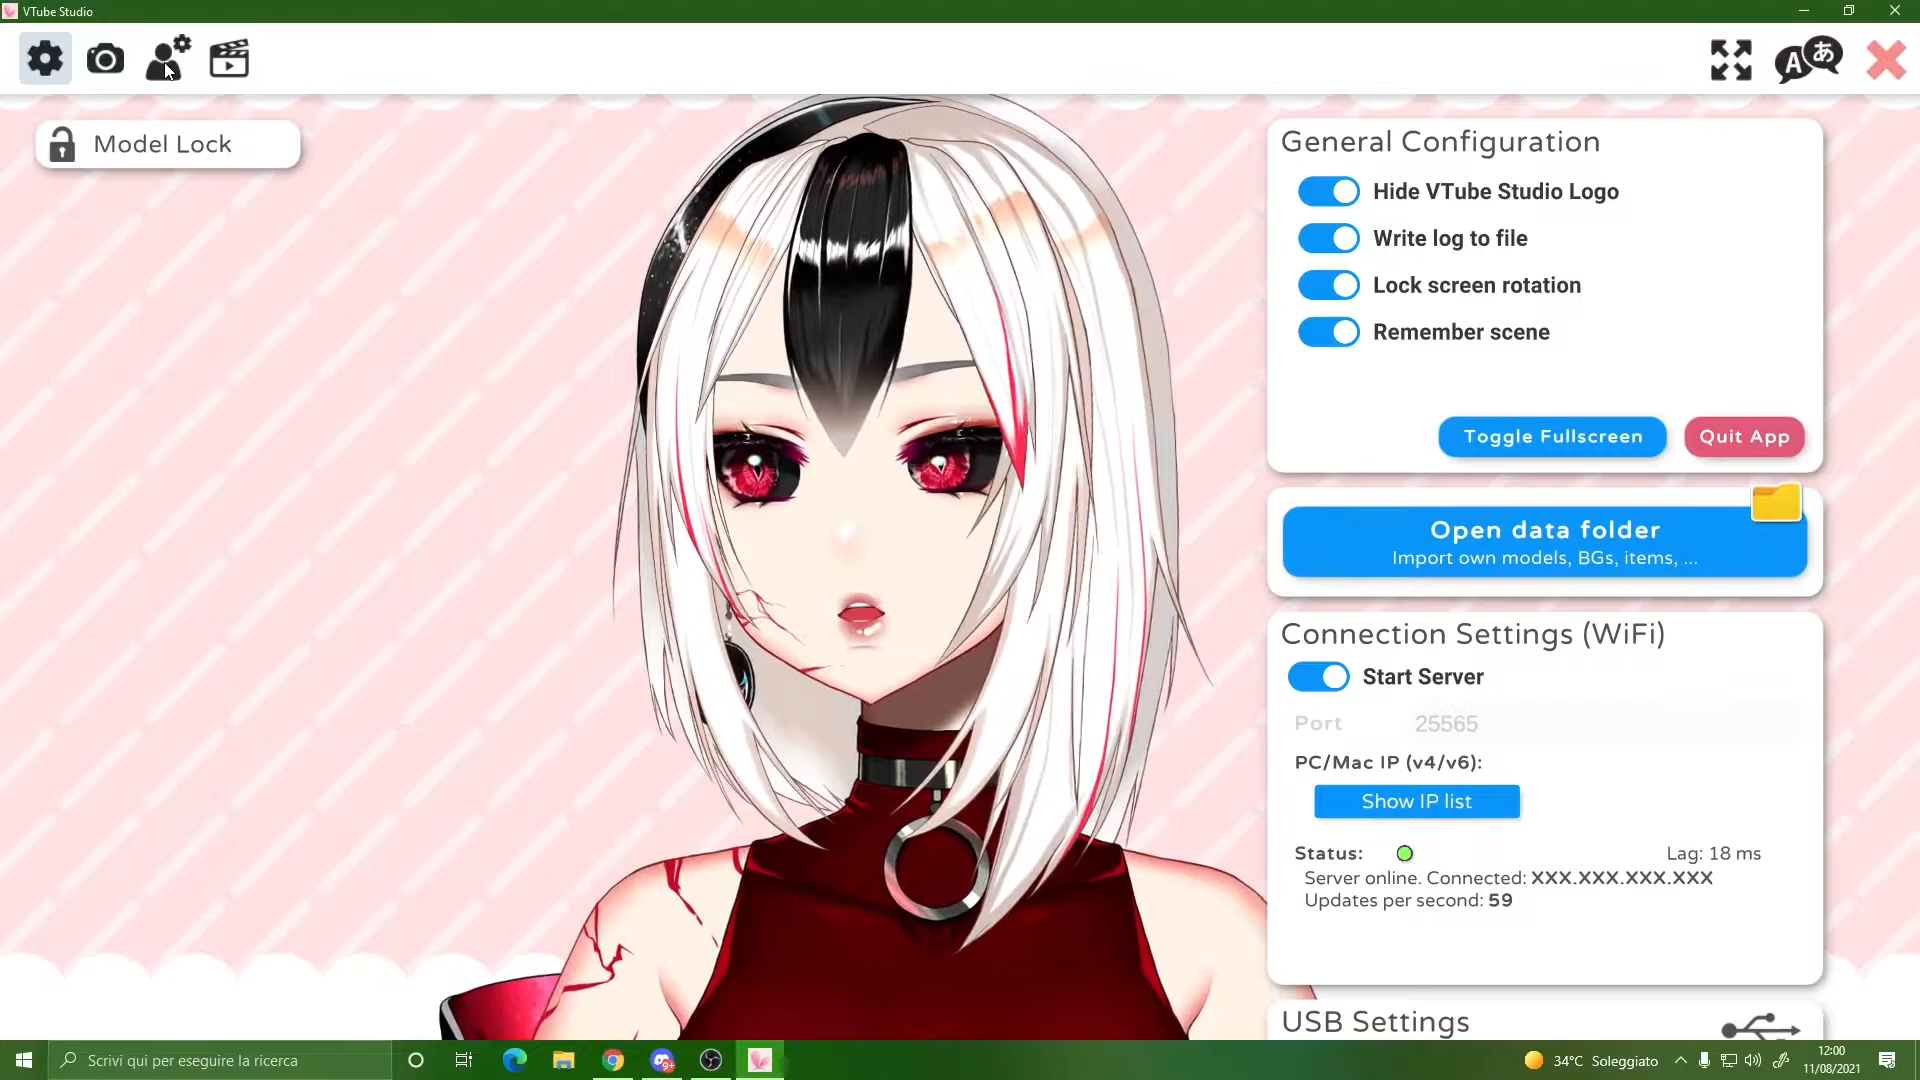 VTube Studio
A あ
Model Lock
General Configuration
Hide VTube Studio Logo
Write log to file
Lock screen rotation
Remember scene
Toggle Fullscreen
Quit App
Open data folder
Import own models, BGs, items, ...
Connection Settings (WiFi)
Start Server
Port 25565
PC/Mac IP (v4/v6):
Show IP list
Status: Lag: 18 ms
Server online. Connected: XXX.XXX.XXX.XXX
Updates per second: 59
USB Settings
Scrivi qui per eseguire la ricerca
9+
34°C Soleggiato
12:00
11/08/2021